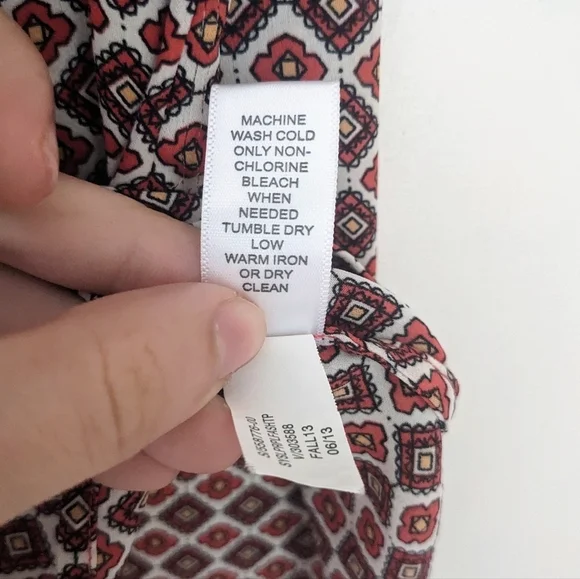 MACHINE
WASH COLD
ONLY NON-
CHLORINE
BLEACH
WHEN
NEEDED
TUMBLE DRY
LOW
WARM IRON
OR DRY
CLEAN
V/303588
FALL13
06/13